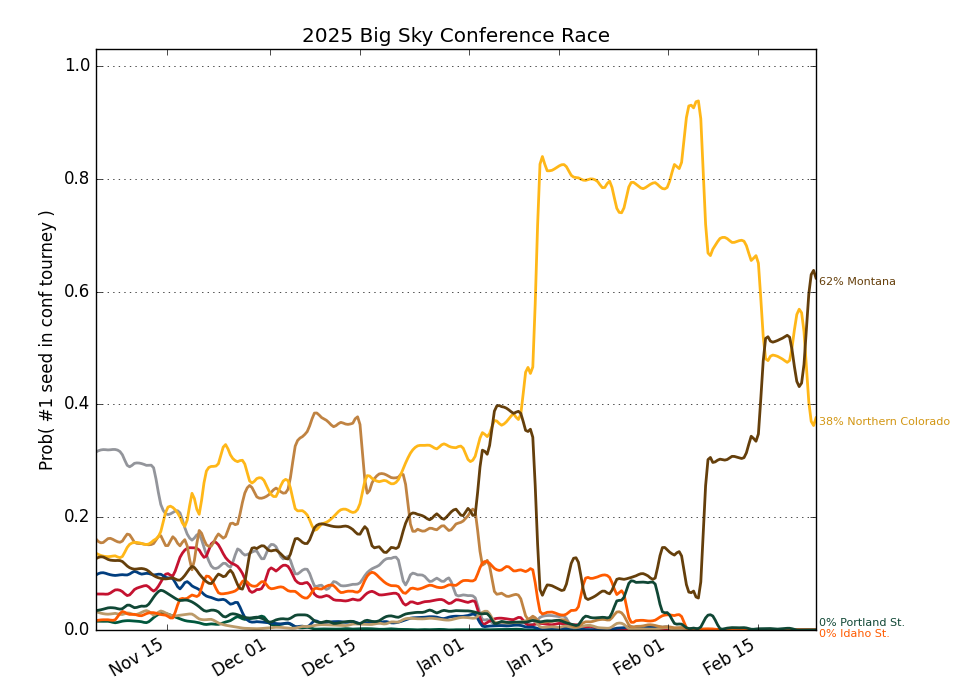 2025 Big Sky Conference Race
1.0
0.8
0.6
0.4
0.2
0.0
Prob( #1 seed in conf tourney )
62% Montana
38% Northern Colorado
0% Portland St.
0% Idaho St.
Nov 15
Dec 01
Dec 15
Jan 01
Jan 15
Feb 01
Feb 15